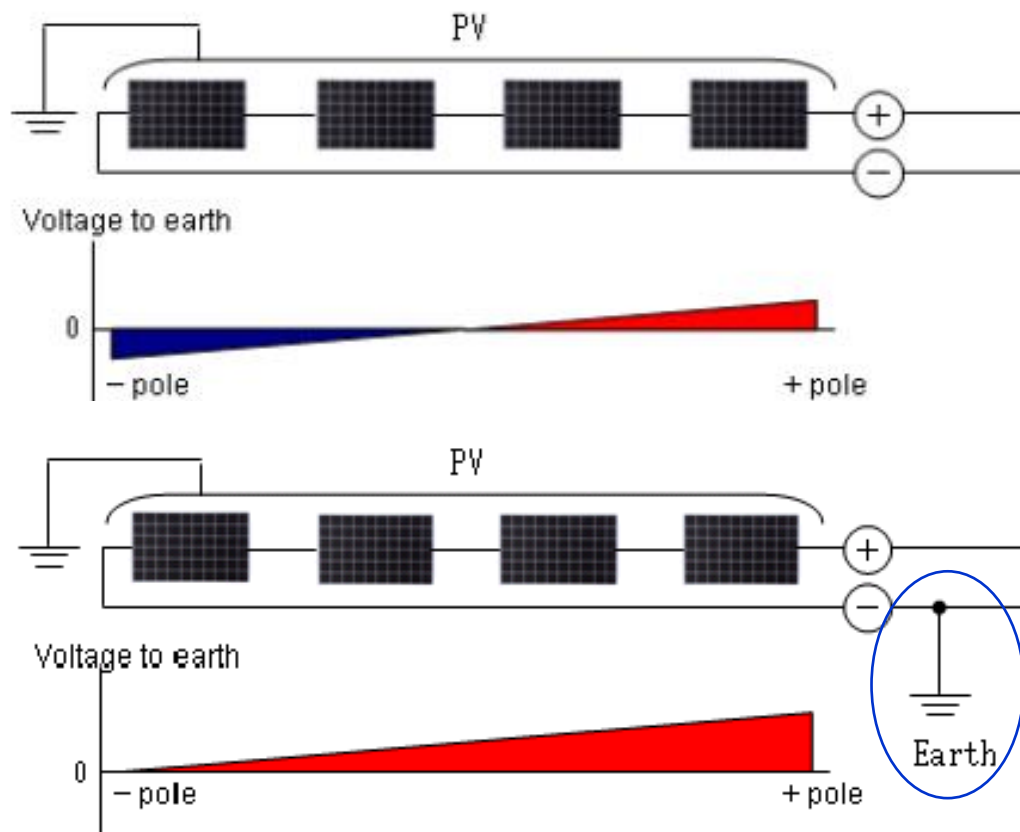 PV
+
−
Voltage to earth
0
− pole + pole
PV
+
−
Voltage to earth
0
− pole + pole
Earth